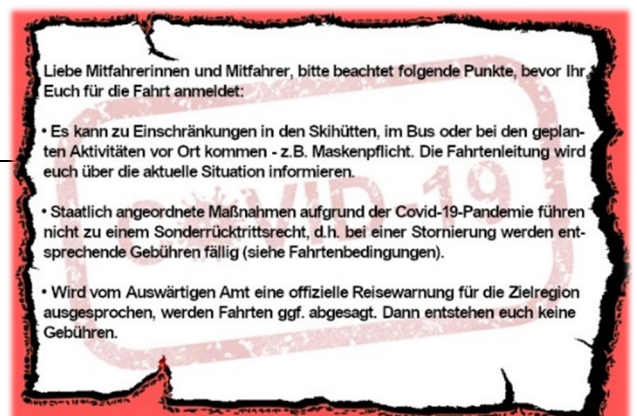 Liebe Mitfahrerinnen und Mitfahrer, bitte beachtet folgende Punkte, bevor Ihr
Euch für die Fahrt anmeldet:
• Es kann zu Einschränkungen in den Skihütten, im Bus oder bei den geplan-
ten Aktivitäten vor Ort kommen - z.B. Maskenpflicht. Die Fahrtenleitung wird
euch über die aktuelle Situation informieren.
• Staatlich angeordnete Maßnahmen aufgrund der Covid-19-Pandemie führen
nicht zu einem Sonderrücktrittsrecht, d.h. bei einer Stornierung werden ent-
sprechende Gebühren fällig (siehe Fahrtenbedingungen).
• Wird vom Auswärtigen Amt eine offizielle Reisewarnung für die Zielregion
ausgesprochen, werden Fahrten ggf. abgesagt. Dann entstehen euch keine
Gebühren.
COVID-19